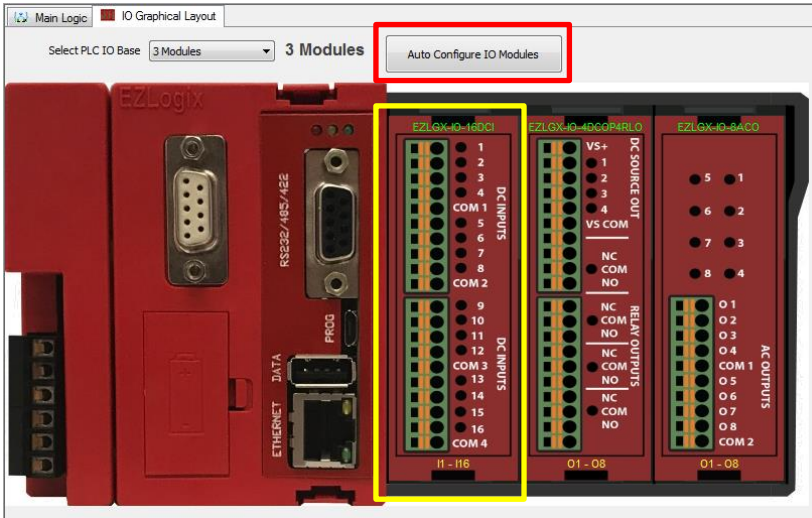 Main Logic
IO Graphical Layout
Select PLC IO Base
3 Modules
3 Modules
Auto Configure IO Modules
EZLogix
RS232/485/422
PROG
DATA
ETHERNET
EZLGX-IO-16DCI
1
2
3
4
COM 1
5
6
7
8
COM 2
DC INPUTS
9
10
11
12
COM 3
13
14
15
16
COM 4
DC INPUTS
I1 - I16
EZLGX-IO-4DCOP4RLO
VS+
1
2
3
4
VS COM
DC SOURCE OUT
NC
COM
NO
NC
COM
NO
NC
COM
NO
NC
COM
NO
RELAY OUTPUTS
O1 - O8
EZLGX-IO-8ACO
5 1
6 2
7 3
8 4
O 1
O 2
O 3
O 4
COM 1
O 5
O 6
O 7
O 8
COM 2
AC OUTPUTS
O1 - O8